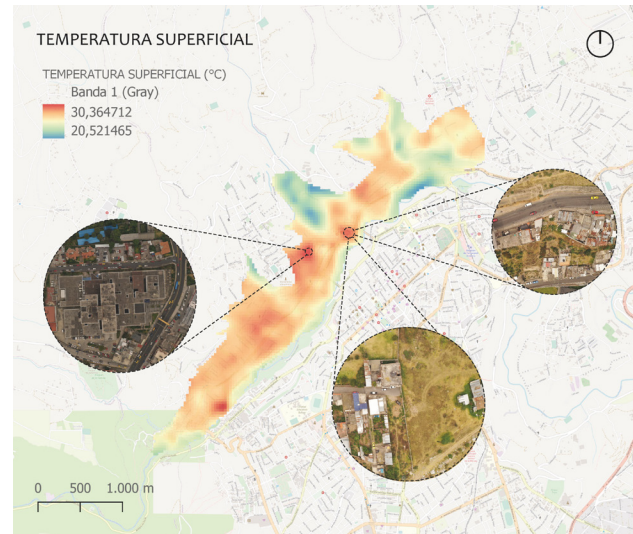 TEMPERATURA SUPERFICIAL
TEMPERATURA SUPERFICIAL (°C)
Banda 1 (Gray)
30,364712
20,521465
0 500 1.000 m